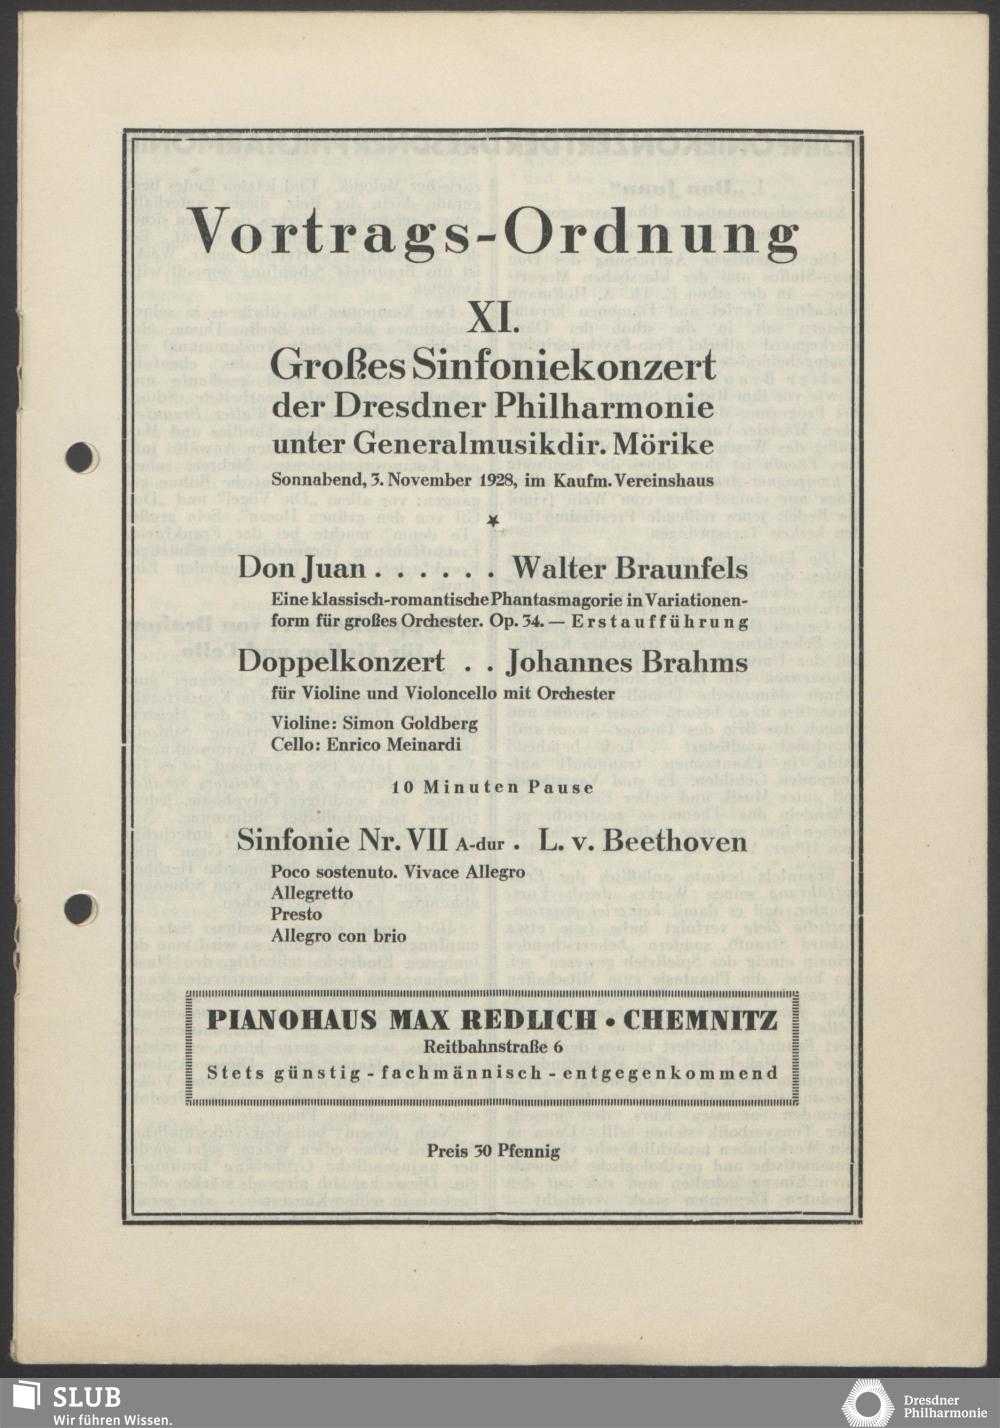 Vortrags-Ordnung
XI.
Großes Sinfoniekonzert
der Dresdner Philharmonie
unter Generalmusikdir. Mörike
Sonnabend, 3. November 1928, im Kaufm. Vereinshaus
Don Juan . . . . . . Walter Braunfels
Eine klassisch-romantische Phantasmagorie in Variationen-
form für großes Orchester. Op. 34. — Erstaufführung
Doppelkonzert . . Johannes Brahms
für Violine und Violoncello mit Orchester
Violine: Simon Goldberg
Cello: Enrico Meinardi
10 Minuten Pause
Sinfonie Nr. VII A-dur . L. v. Beethoven
Poco sostenuto. Vivace Allegro
Allegretto
Presto
Allegro con brio
PIANOHAUS MAX REDLICH • CHEMNITZ
Reitbahnstraße 6
Stets günstig - fachmännisch - entgegenkommend
Preis 30 Pfennig
SLUB
Wir führen Wissen.
Dresdner
Philharmonie